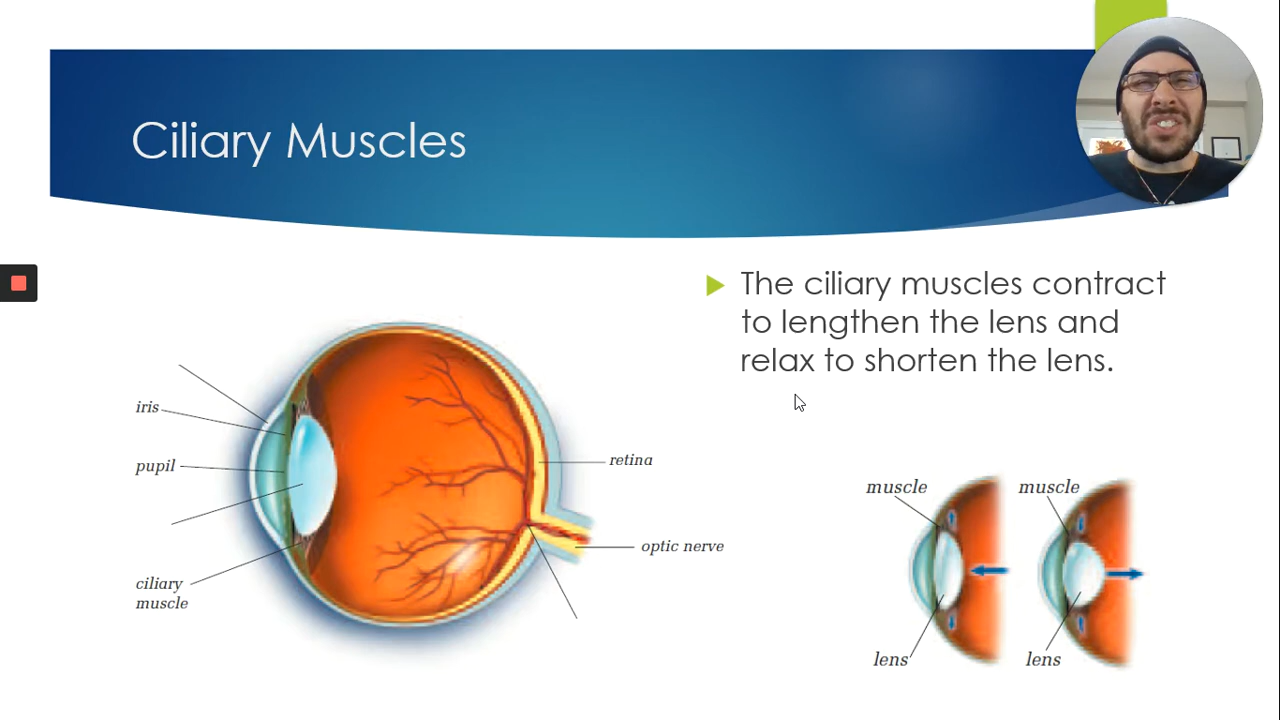 Ciliary Muscles
The ciliary muscles contract
to lengthen the lens and
relax to shorten the lens.
iris
pupil
ciliary
muscle
retina
optic nerve
muscle
muscle
lens
lens